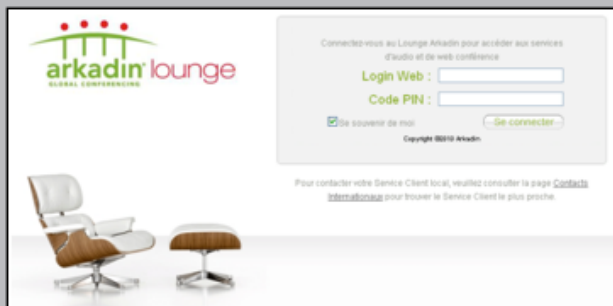 arkadin lounge
GLOBAL CONFERENCING
Connectez-vous au Lounge Arkadin pour accéder aux services
d'audio et de web conférence
Login Web :
Code PIN :
Se souvenir de moi
Se connecter
Copyright ©2010 Arkadin
Pour contacter votre Service Client local, veuillez consulter la page Contacts
Internationaux pour trouver le Service Client le plus proche.